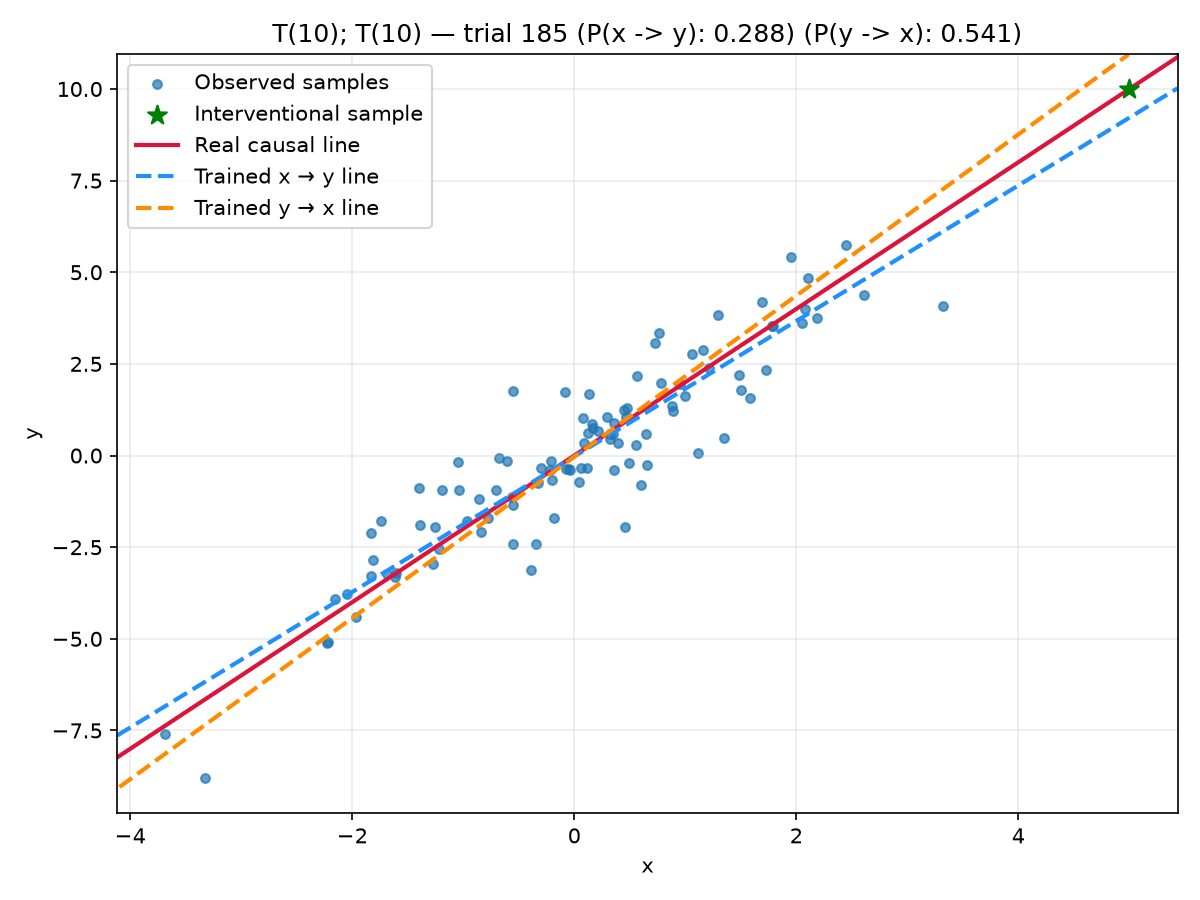 T(10); T(10) — trial 185 (P(x -> y): 0.288) (P(y -> x): 0.541)
Observed samples
Interventional sample
Real causal line
Trained x → y line
Trained y → x line
10.0
7.5
5.0
2.5
0.0
−2.5
−5.0
−7.5
y
−4
−2
0
2
4
x